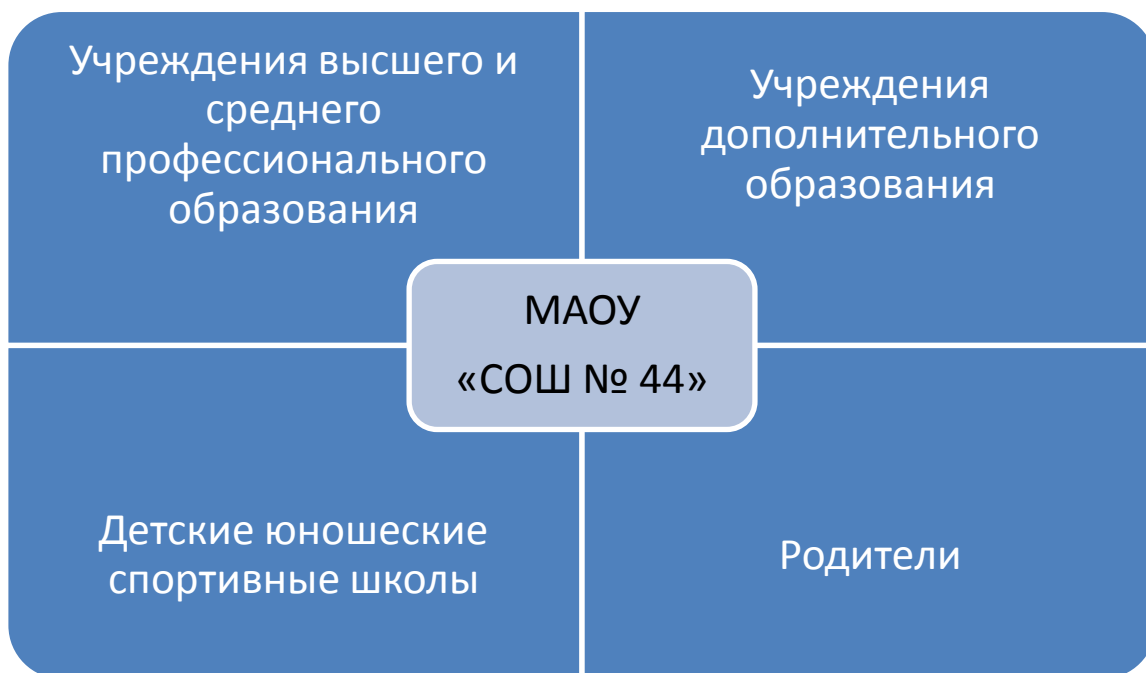 Учреждения высшего и
среднего
профессионального
образования
Учреждения
дополнительного
образования
МАОУ
«СОШ № 44»
Детские юношеские
спортивные школы
Родители